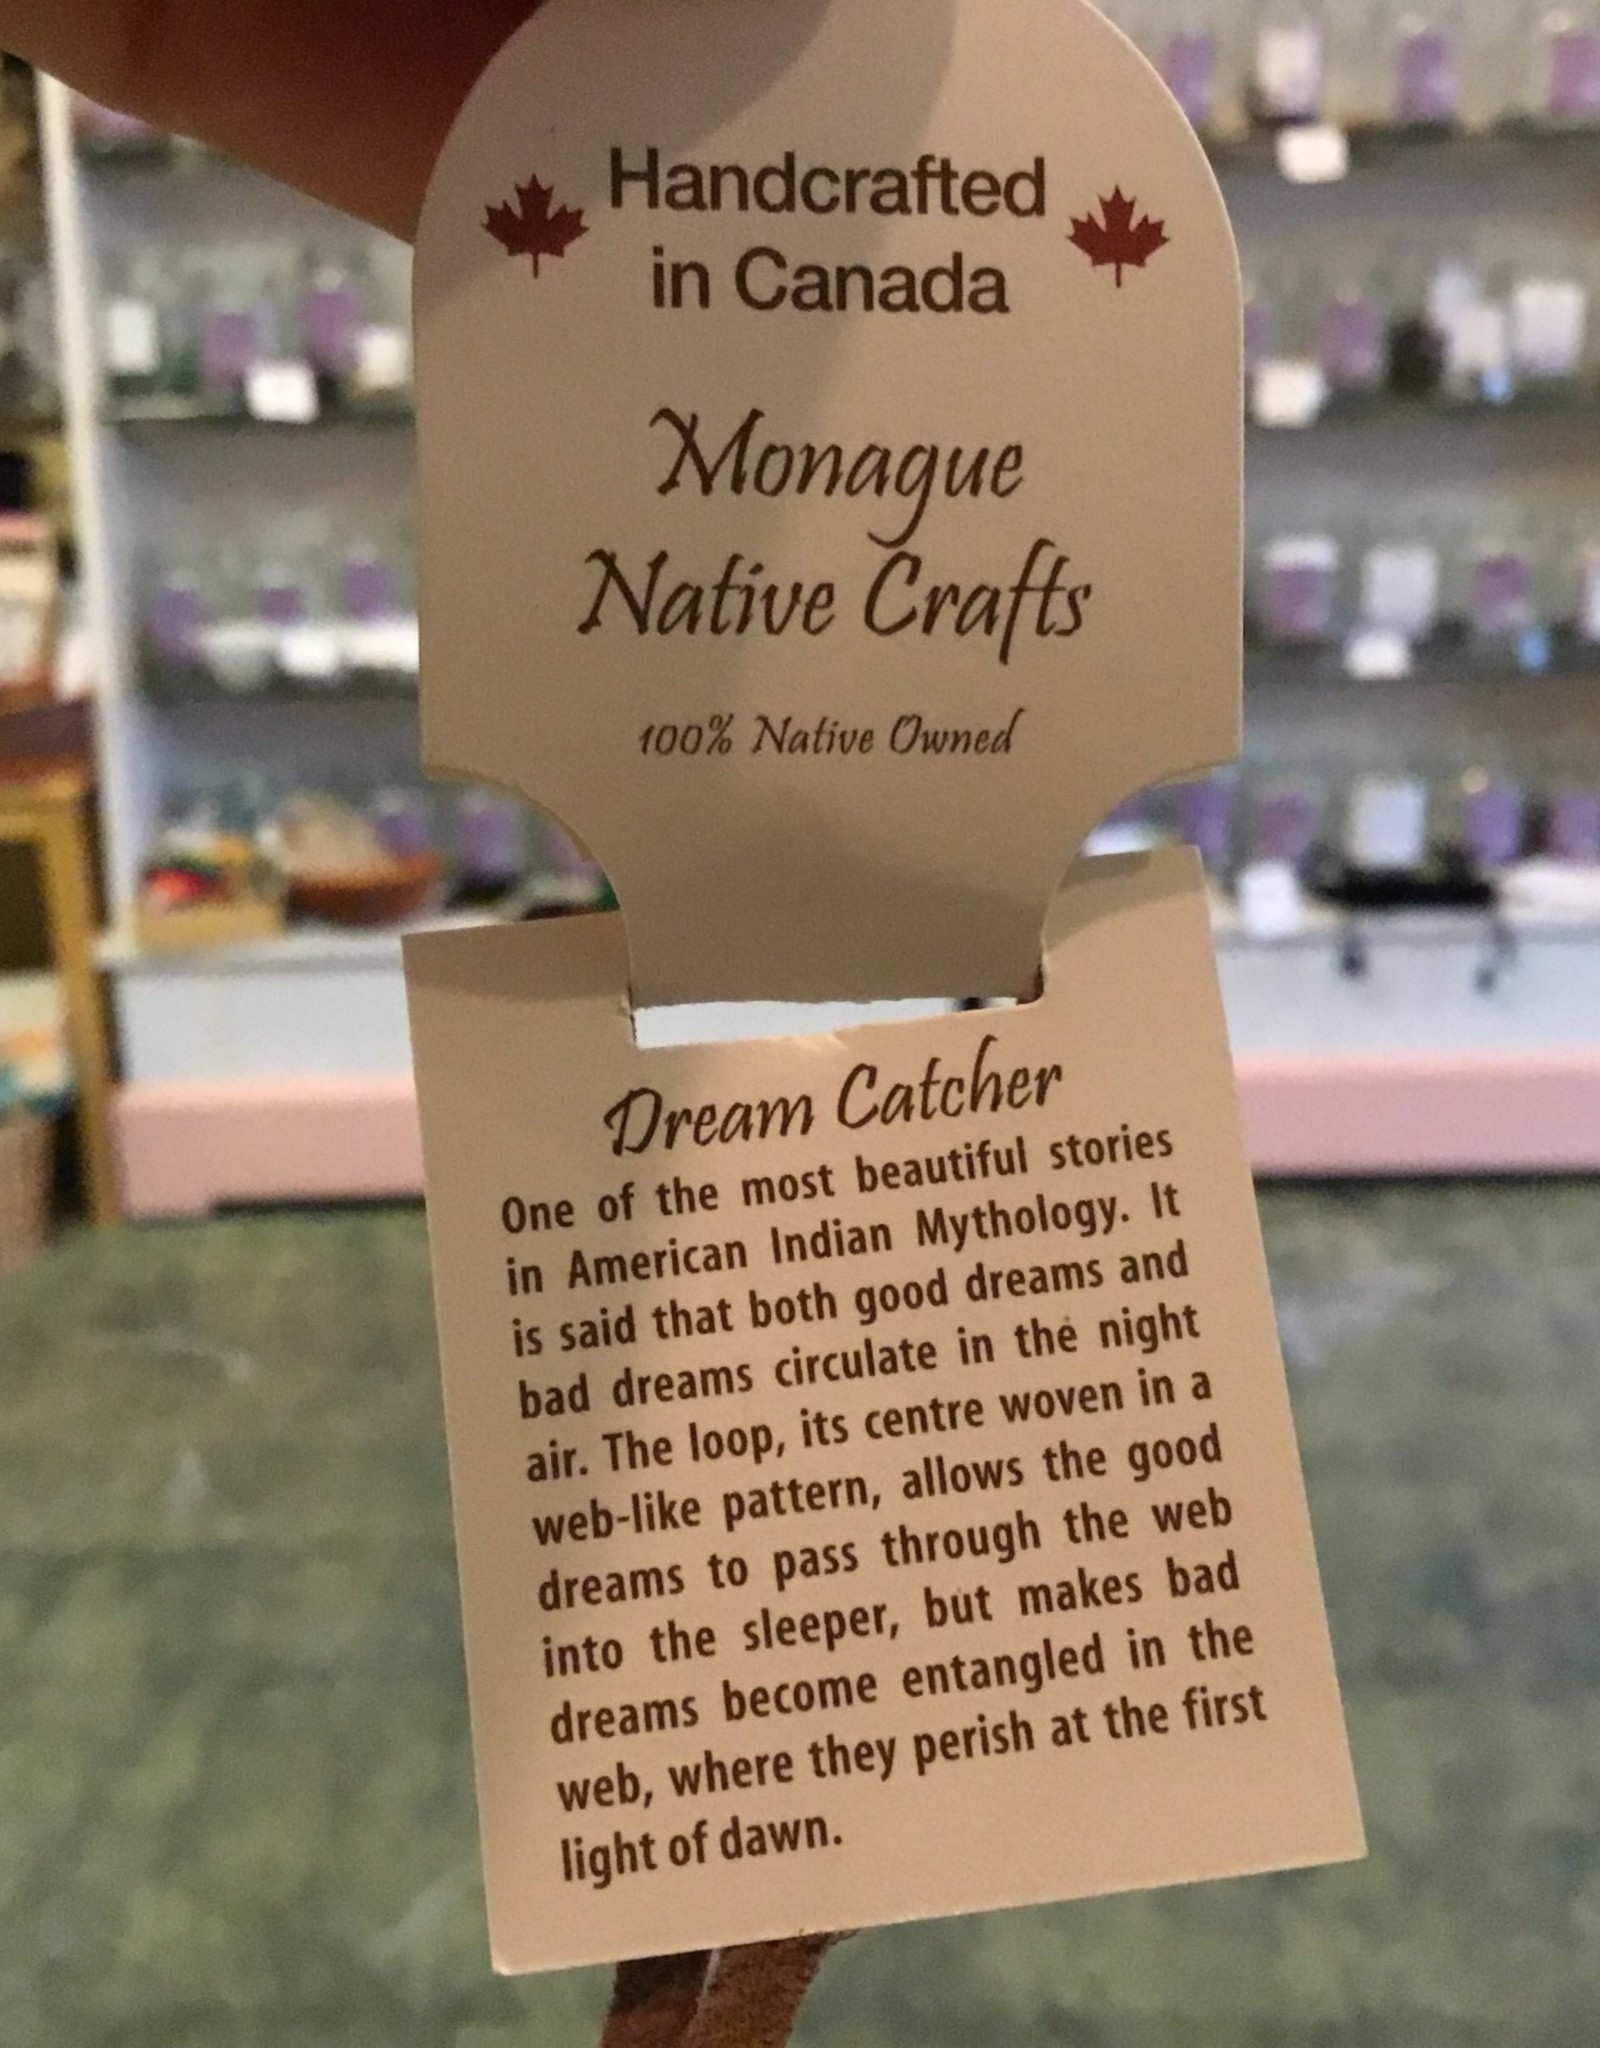 Handcrafted
in Canada
Monague
Native Crafts
100% Native Owned
Dream Catcher
One of the most beautiful stories
in American Indian Mythology. It
is said that both good dreams and
bad dreams circulate in the night
air. The loop, its centre woven in a
web-like pattern, allows the good
dreams to pass through the web
into the sleeper, but makes bad
dreams become entangled in the
web, where they perish at the first
light of dawn.